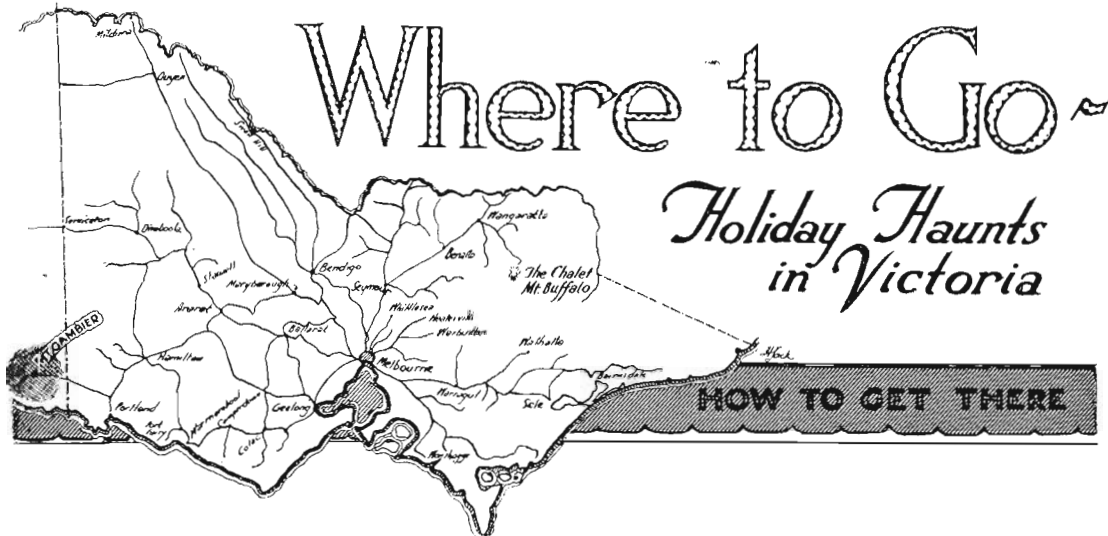 Where to Go
Holiday Haunts
in Victoria
HOW TO GET THERE
Mildura
Ouyen
Swan Hill
Serviceton
Dimboola
Stawell
Maryborough
Ararat
Ballarat
Bendigo
Seymour
Wangaratta
Benalla
The Chalet
Mt. Buffalo
Whittlesea
Healesville
Warburton
Walhalla
Melbourne
Warragul
Bairnsdale
Sale
MT GAMBIER
Hamilton
Portland
Port
Fairy
Warrnambool
Camperdown
Colac
Geelong
Wonthaggi